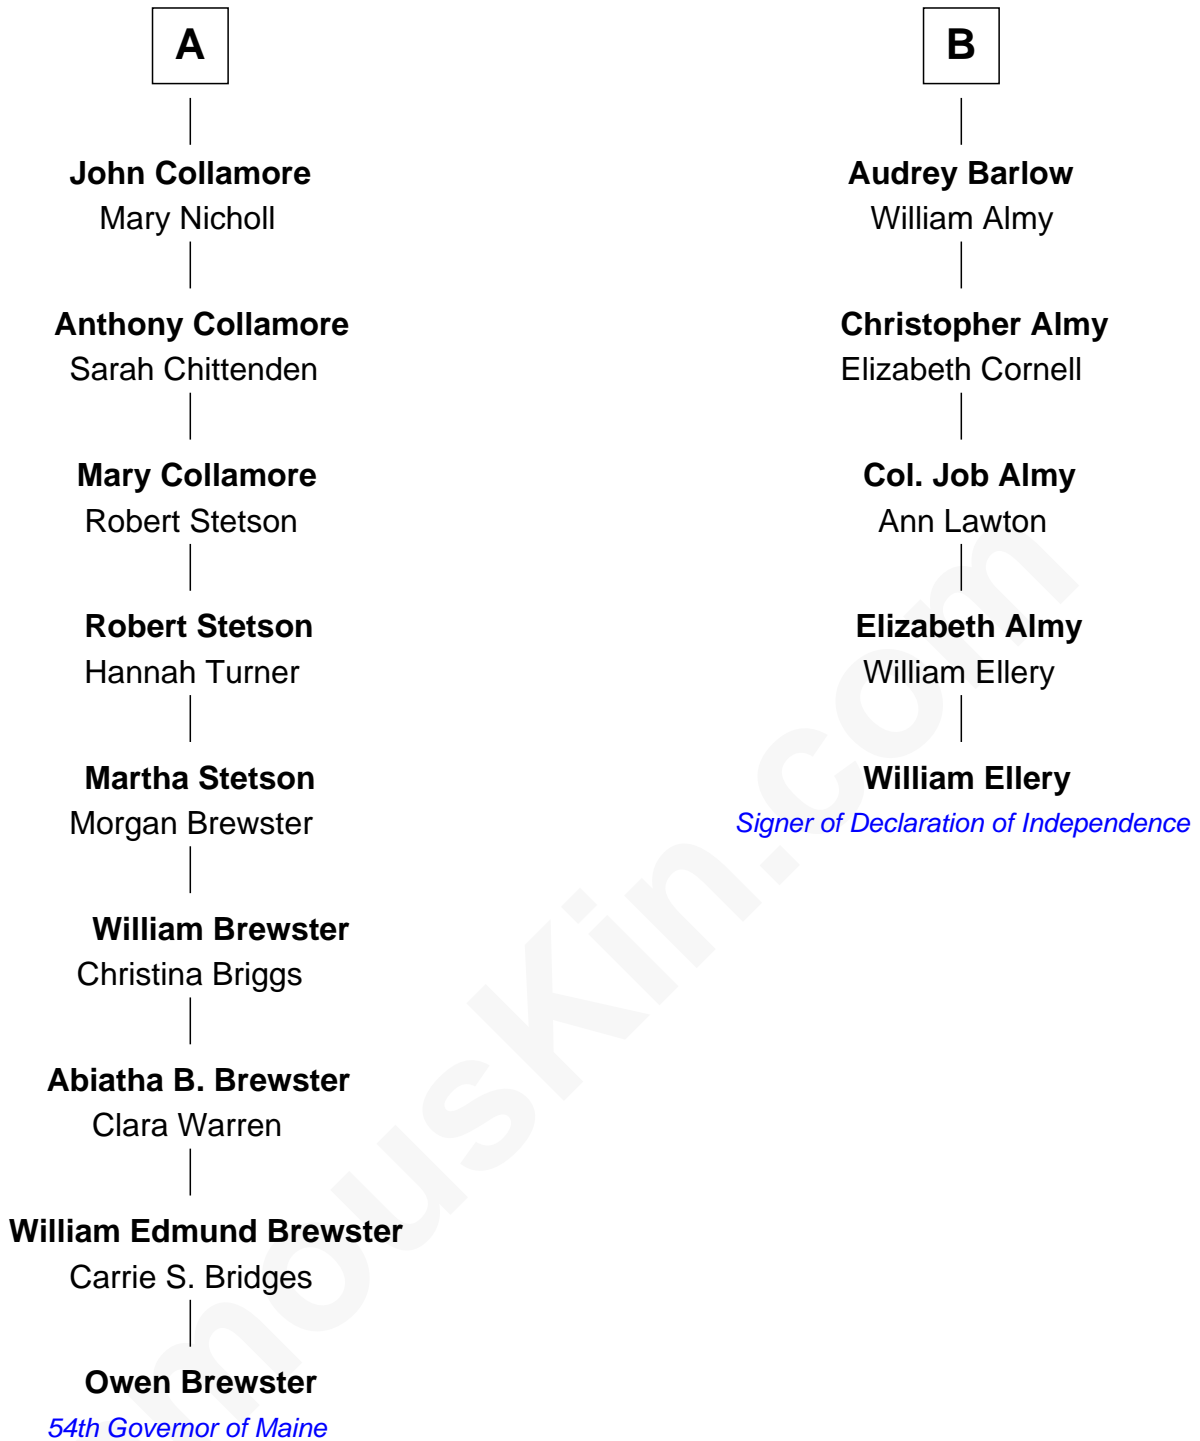 A
John Collamore
Mary Nicholl
Anthony Collamore
Sarah Chittenden
Mary Collamore
Robert Stetson
Robert Stetson
Hannah Turner
Martha Stetson
Morgan Brewster
William Brewster
Christina Briggs
Abiatha B. Brewster
Clara Warren
William Edmund Brewster
Carrie S. Bridges
Owen Brewster
54th Governor of Maine
B
Audrey Barlow
William Almy
Christopher Almy
Elizabeth Cornell
Col. Job Almy
Ann Lawton
Elizabeth Almy
William Ellery
William Ellery
Signer of Declaration of Independence
mousKin.com